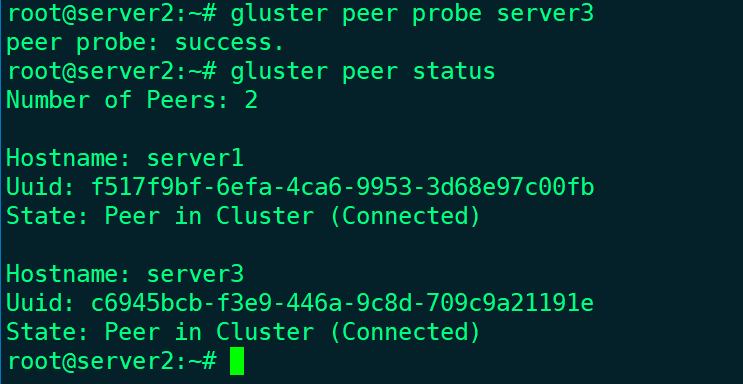 root@server2:~# gluster peer probe server3
peer probe: success.
root@server2:~# gluster peer status
Number of Peers: 2
Hostname: server1
Uuid: f517f9bf-6efa-4ca6-9953-3d68e97c00fb
State: Peer in Cluster (Connected)
Hostname: server3
Uuid: c6945bcb-f3e9-446a-9c8d-709c9a21191e
State: Peer in Cluster (Connected)
root@server2:~#